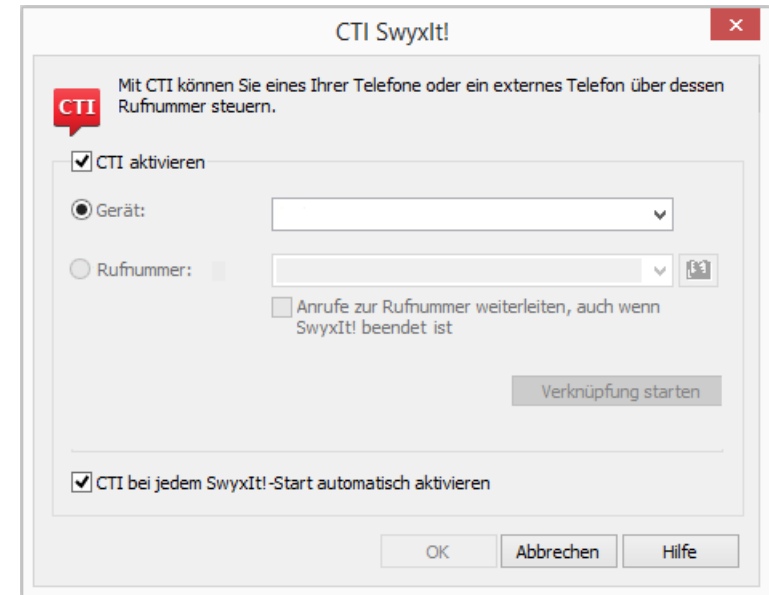 CTI SwyxIt!
CTI
Mit CTI können Sie eines Ihrer Telefone oder ein externes Telefon über dessen
Rufnummer steuern.
CTI aktivieren
Gerät:
Rufnummer:
Anrufe zur Rufnummer weiterleiten, auch wenn
SwyxIt! beendet ist
Verknüpfung starten
CTI bei jedem SwyxIt!-Start automatisch aktivieren
OK
Abbrechen
Hilfe